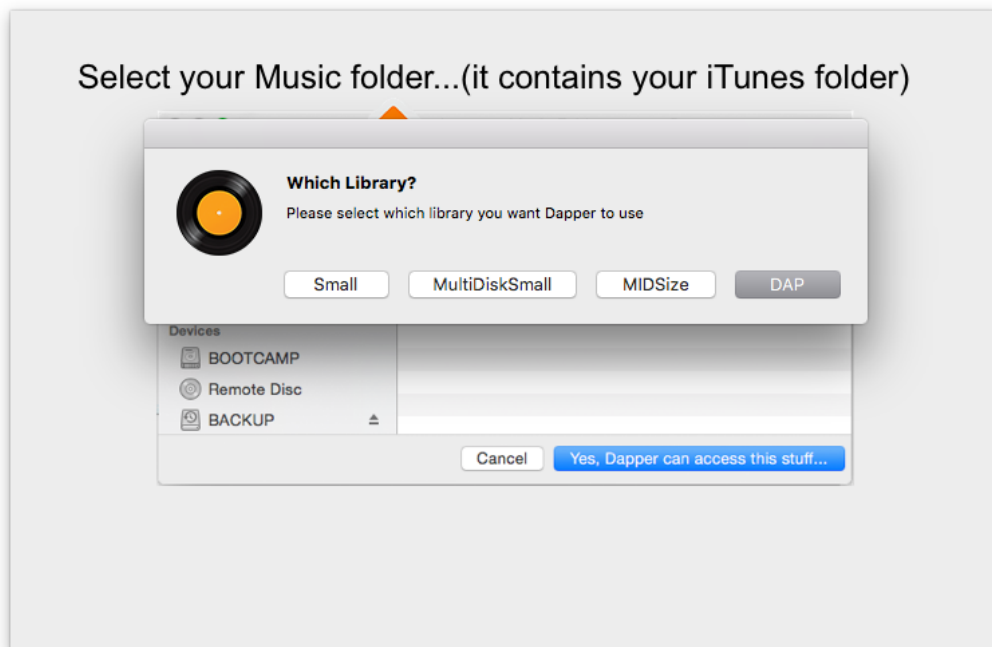 Select your Music folder...(it contains your iTunes folder)
Which Library?
Please select which library you want Dapper to use
Small
MultiDiskSmall
MIDSize
DAP
Devices
BOOTCAMP
Remote Disc
BACKUP
Cancel
Yes, Dapper can access this stuff...